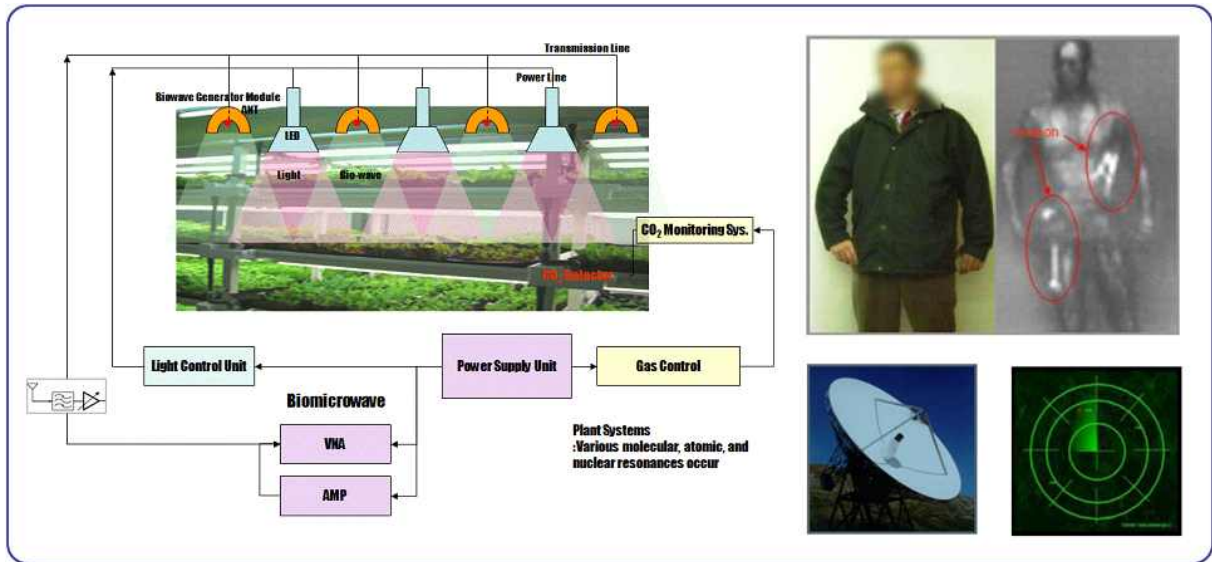 Transmission Line
Power Line
Biowave Generator Module
ANT
LED
Light
Bio-wave
CO₂ Monitoring Sys.
Light Control Unit
Power Supply Unit
Gas Control
Biomicrowave
VNA
AMP
Plant Systems
:Various molecular, atomic, and
nuclear resonances occur